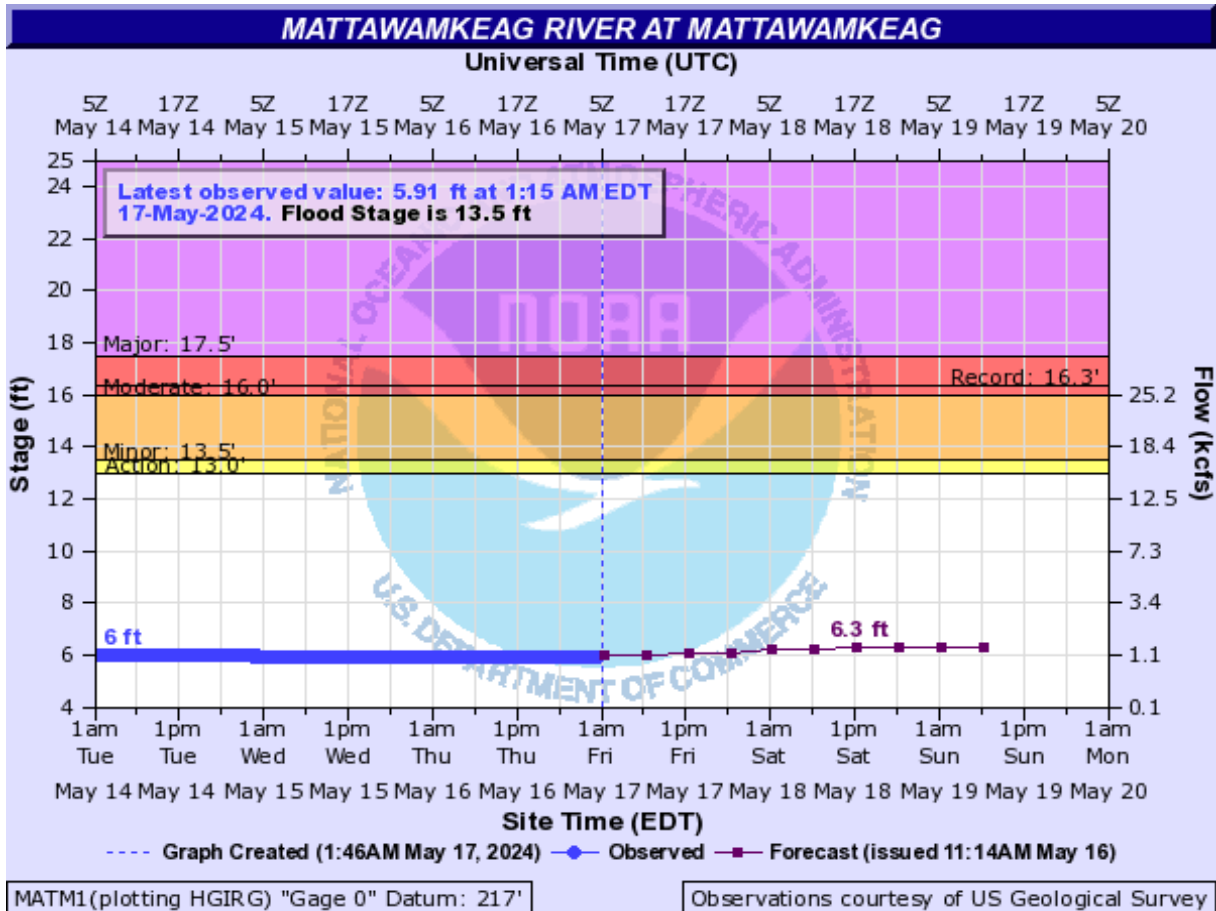 MATTAWAMKEAG RIVER AT MATTAWAMKEAG
Universal Time (UTC)
5Z 17Z 5Z 17Z 5Z 17Z 5Z 17Z 5Z 17Z 5Z 17Z 5Z
May 14 May 14 May 15 May 15 May 16 May 16 May 17 May 17 May 18 May 18 May 19 May 19 May 20
Latest observed value: 5.91 ft at 1:15 AM EDT
17-May-2024. Flood Stage is 13.5 ft
NATIONAL OCEANIC AND ATMOSPHERIC ADMINISTRATION
NOAA
U.S. DEPARTMENT OF COMMERCE
Stage (ft)
25
24
22
20
18
16
14
12
10
8
6
4
Major: 17.5'
Record: 16.3'
Moderate: 16.0'
Minor: 13.5'
Action: 13.0'
6 ft
6.3 ft
Flow (kcfs)
25.2
18.4
12.5
7.3
3.4
1.1
0.1
1am 1pm 1am 1pm 1am 1pm 1am 1pm 1am 1pm 1am 1pm 1am
Tue Tue Wed Wed Thu Thu Fri Fri Sat Sat Sun Sun Mon
May 14 May 14 May 15 May 15 May 16 May 16 May 17 May 17 May 18 May 18 May 19 May 19 May 20
Site Time (EDT)
Graph Created (1:46AM May 17, 2024) Observed Forecast (issued 11:14AM May 16)
MATM1(plotting HGIRG) "Gage 0" Datum: 217'
Observations courtesy of US Geological Survey